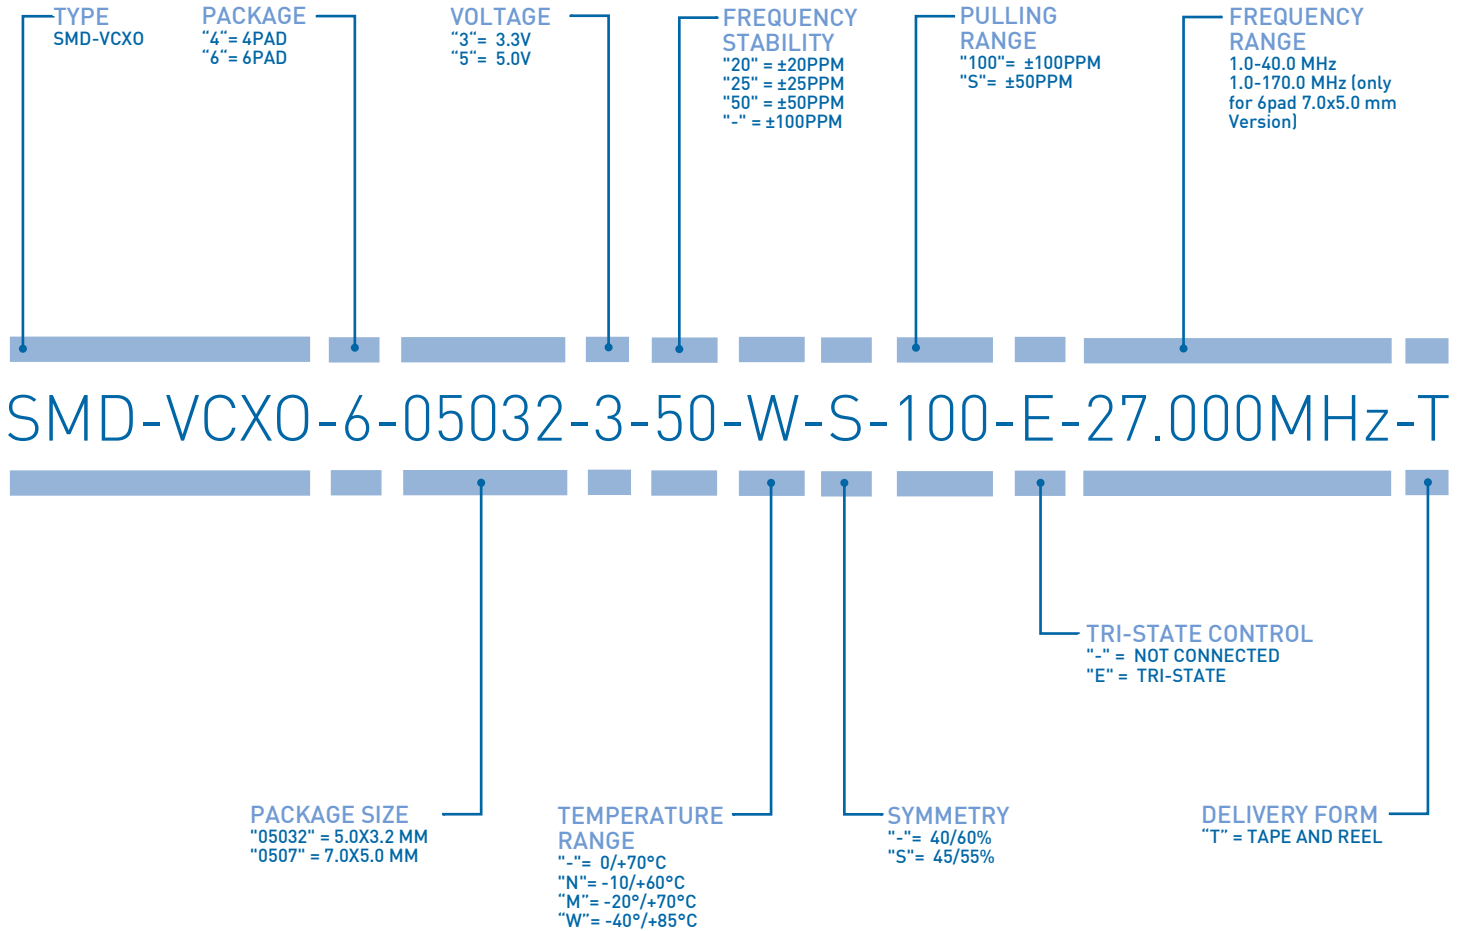 TYPE
SMD-VCXO
PACKAGE
“4“= 4PAD
“6“= 6PAD
VOLTAGE
“3“= 3.3V
“5“= 5.0V
FREQUENCY
STABILITY
"20" = ±20PPM
"25" = ±25PPM
"50" = ±50PPM
"-" = ±100PPM
PULLING
RANGE
"100"= ±100PPM
"S"= ±50PPM
FREQUENCY
RANGE
1.0-40.0 MHz
1.0-170.0 MHz (only
for 6pad 7.0x5.0 mm
Version)
SMD-VCXO-6-05032-3-50-W-S-100-E-27.000MHz-T
TRI-STATE CONTROL
"-" = NOT CONNECTED
"E" = TRI-STATE
PACKAGE SIZE
"05032" = 5.0X3.2 MM
"0507" = 7.0X5.0 MM
TEMPERATURE
RANGE
"-"= 0/+70°C
"N"= -10/+60°C
“M”= -20°/+70°C
“W”= -40°/+85°C
SYMMETRY
"-"= 40/60%
"S"= 45/55%
DELIVERY FORM
“T” = TAPE AND REEL